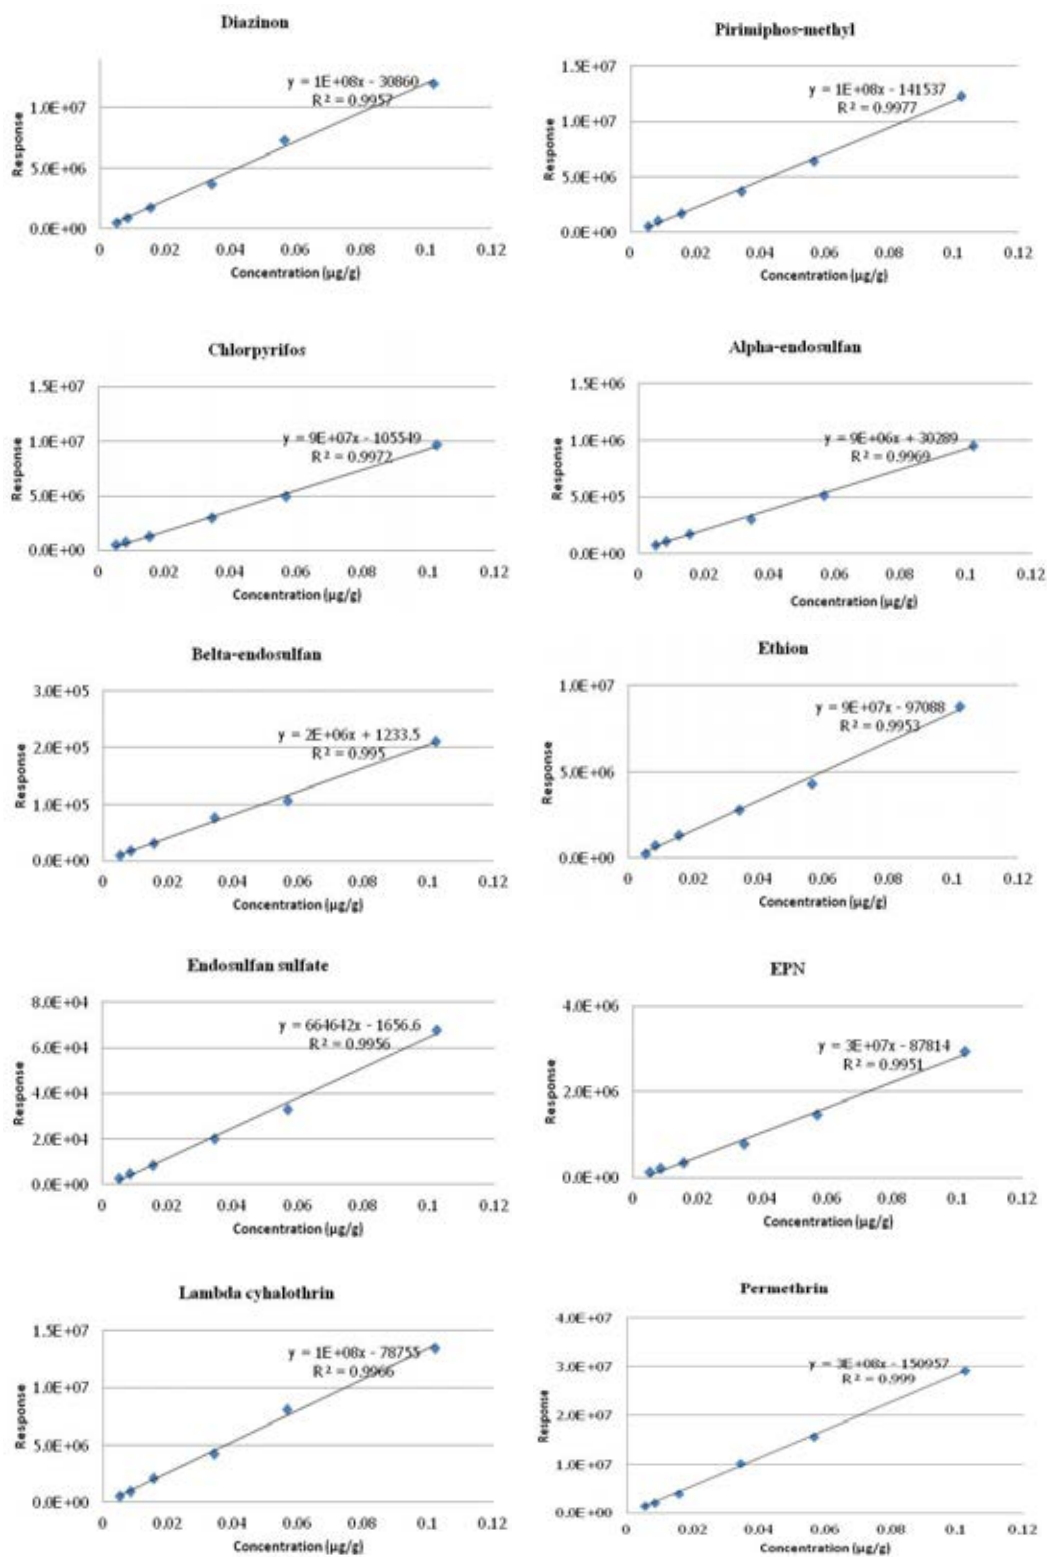 Diazinon
y = 1E+08x - 30860
R² = 0.9957
1.0E+07
5.0E+06
0.0E+00
0 0.02 0.04 0.06 0.08 0.1 0.12
Response
Concentration (µg/g)
Pirimiphos-methyl
1.5E+07
y = 1E+08x - 141537
R² = 0.9977
1.0E+07
5.0E+06
0.0E+00
0 0.02 0.04 0.06 0.08 0.1 0.12
Response
Concentration (µg/g)
Chlorpyrifos
1.5E+07
y = 9E+07x - 105549
R² = 0.9972
1.0E+07
5.0E+06
0.0E+00
0 0.02 0.04 0.06 0.08 0.1 0.12
Response
Concentration (µg/g)
Alpha-endosulfan
1.5E+06
y = 9E+06x + 30289
R² = 0.9969
1.0E+06
5.0E+05
0.0E+00
0 0.02 0.04 0.06 0.08 0.1 0.12
Response
Concentration (µg/g)
Belta-endosulfan
3.0E+05
y = 2E+06x + 1233.5
R² = 0.995
2.0E+05
1.0E+05
0.0E+00
0 0.02 0.04 0.06 0.08 0.1 0.12
Response
Concentration (µg/g)
Ethion
1.0E+07
y = 9E+07x - 97088
R² = 0.9953
5.0E+06
0.0E+00
0 0.02 0.04 0.06 0.08 0.1 0.12
Response
Concentration (µg/g)
Endosulfan sulfate
8.0E+04
y = 664642x - 1656.6
R² = 0.9956
6.0E+04
4.0E+04
2.0E+04
0.0E+00
0 0.02 0.04 0.06 0.08 0.1 0.12
Response
Concentration (µg/g)
EPN
4.0E+06
y = 3E+07x - 87814
R² = 0.9951
2.0E+06
0.0E+00
0 0.02 0.04 0.06 0.08 0.1 0.12
Response
Concentration (µg/g)
Lambda cyhalothrin
1.5E+07
y = 1E+08x - 78755
R² = 0.9966
1.0E+07
5.0E+06
0.0E+00
0 0.02 0.04 0.06 0.08 0.1 0.12
Response
Concentration (µg/g)
Permethrin
4.0E+07
y = 3E+08x - 150957
R² = 0.999
3.0E+07
2.0E+07
1.0E+07
0.0E+00
0 0.02 0.04 0.06 0.08 0.1 0.12
Response
Concentration (µg/g)